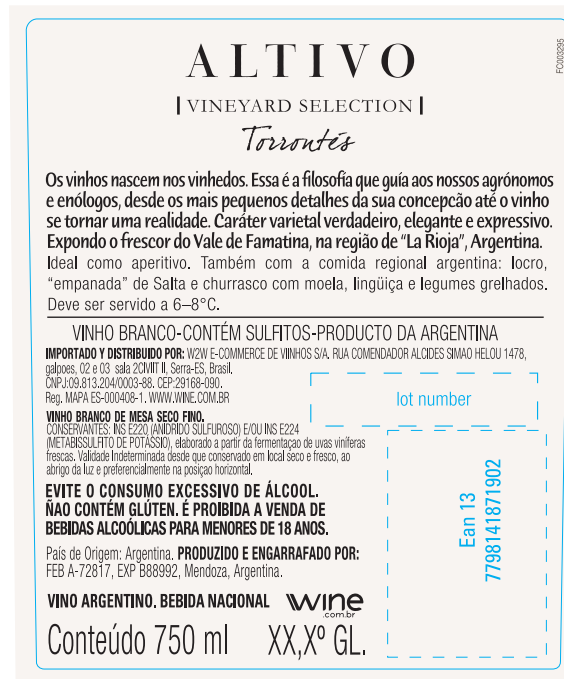 FC003295
ALTIVO
| VINEYARD SELECTION |
Torrontés
Os vinhos nascem nos vinhedos. Essa é a filosofía que guía aos nossos agrónomos
e enólogos, desde os mais pequenos detalhes da sua concepcão até o vinho
se tornar uma realidade. Caráter varietal verdadeiro, elegante e expressivo.
Expondo o frescor do Vale de Famatina, na região de “La Rioja”, Argentina.
Ideal como aperitivo. Também com a comida regional argentina: locro,
“empanada” de Salta e churrasco com moela, lingüiça e legumes grelhados.
Deve ser servido a 6–8°C.
VINHO BRANCO-CONTÉM SULFITOS-PRODUCTO DA ARGENTINA
IMPORTADO Y DISTRIBUIDO POR: W2W E-COMMERCE DE VIINHOS S/A. RUA COMENDADOR ALCIDES SIMAO HELOU 1478,
galpoes, 02 e 03 sala 2CIVIIT II, Serra-ES, Brasil.
CNPJ:09.813.204/0003-88. CEP:29168-090.
Reg. MAPA ES-000408-1. WWW.WINE.COM.BR
lot number
VINHO BRANCO DE MESA SECO FINO.
CONSERVANTES: INS E220 (ANIDRIDO SULFUROSO) E/OU INS E224
(METABISSULFITO DE POTÁSSIO), elaborado a partir da fermentaçao de uvas viníferas
frescas. Validade Indeterminada desde que conservado em local seco e fresco, ao
abrigo da luz e preferencialmente na posiçao horizontal.
EVITE O CONSUMO EXCESSIVO DE ÁLCOOL.
ÑAO CONTÉM GLÚTEN. É PROIBIDA A VENDA DE
BEBIDAS ALCOÓLICAS PARA MENORES DE 18 ANOS.
Ean 13
7798141871902
País de Origem: Argentina. PRODUZIDO E ENGARRAFADO POR:
FEB A-72817, EXP B88992, Mendoza, Argentina.
VINO ARGENTINO. BEBIDA NACIONAL
wine
.com.br
Conteúdo 750 ml XX,Xº GL.